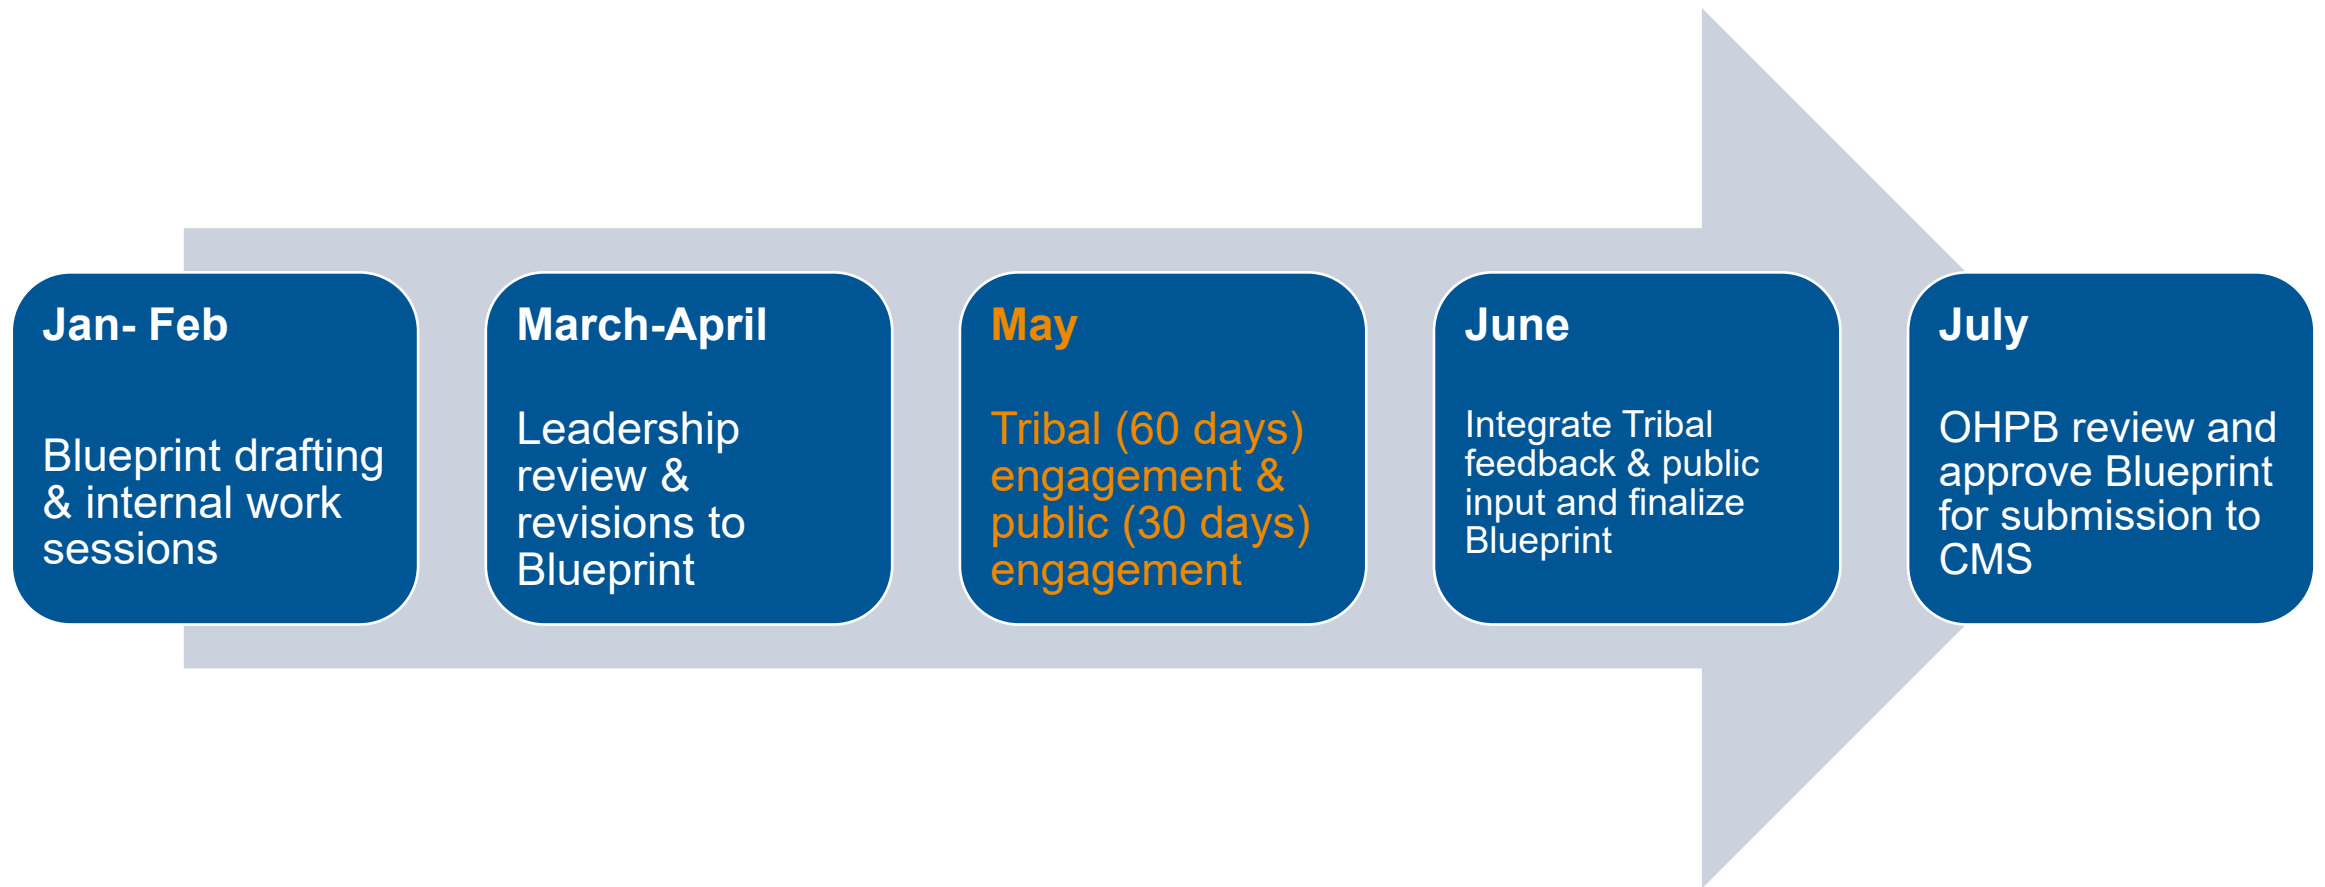 Jan- Feb
Blueprint drafting
& internal work
sessions
March-April
Leadership
review &
revisions to
Blueprint
May
Tribal (60 days)
engagement &
public (30 days)
engagement
June
Integrate Tribal
feedback & public
input and finalize
Blueprint
July
OHPB review and
approve Blueprint
for submission to
CMS